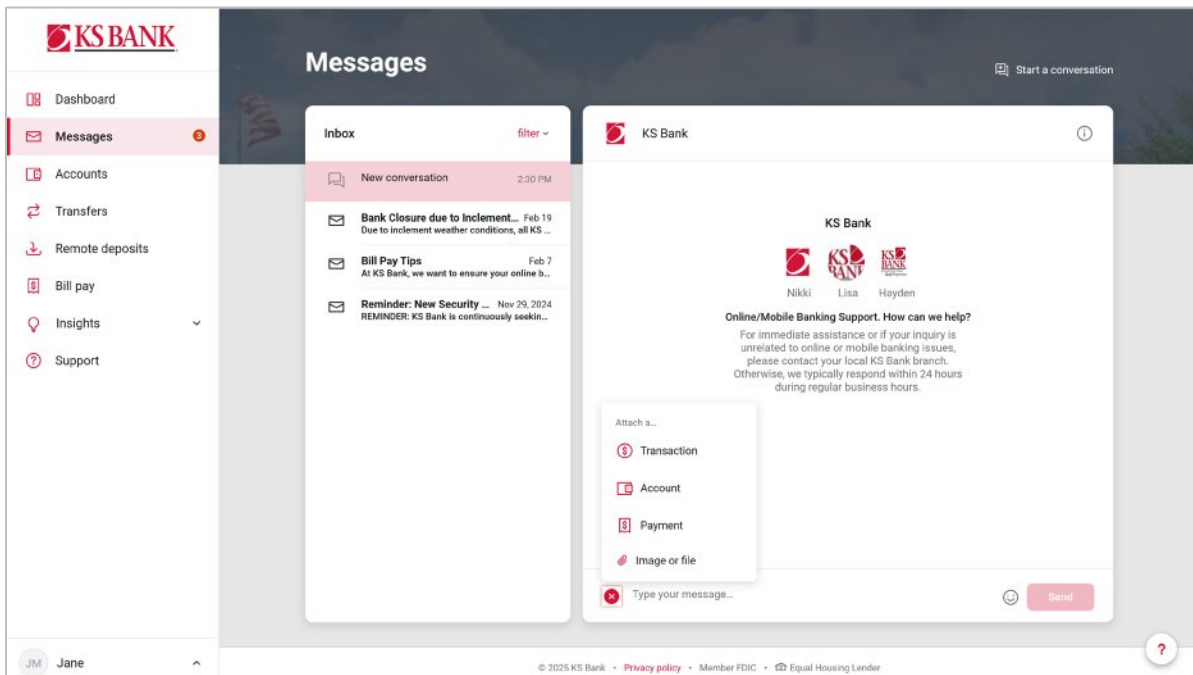 KS BANK
Dashboard
Messages 3
Accounts
Transfers
Remote deposits
Bill pay
Insights
Support
JM Jane
Messages
Start a conversation
Inbox filter
New conversation 2:30 PM
Bank Closure due to Inclement... Feb 19
Due to inclement weather conditions, all KS ...
Bill Pay Tips Feb 7
At KS Bank, we want to ensure your online b...
Reminder: New Security ... Nov 29, 2024
REMINDER: KS Bank is continuously seekin...
KS Bank
KS Bank
KS BANK
KS BANK
Nikki Lisa Hayden
Online/Mobile Banking Support. How can we help?
For immediate assistance or if your inquiry is
unrelated to online or mobile banking issues,
please contact your local KS Bank branch.
Otherwise, we typically respond within 24 hours
during regular business hours.
Attach a...
Transaction
Account
Payment
Image or file
Type your message...
Send
?
© 2025 KS Bank • Privacy policy • Member FDIC • Equal Housing Lender